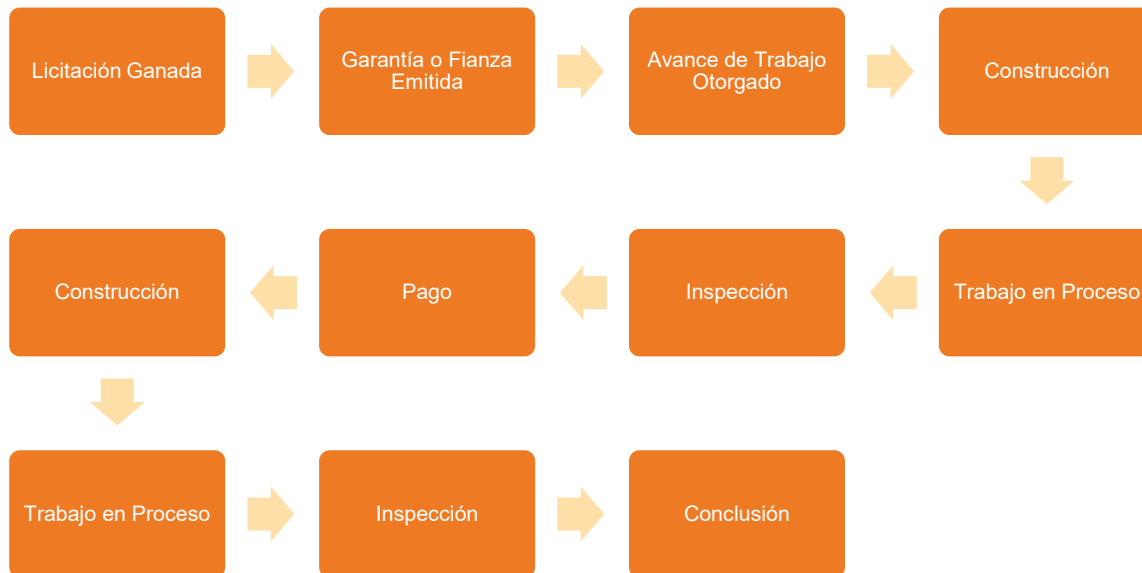 Licitación Ganada
Garantía o Fianza
Emitida
Avance de Trabajo
Otorgado
Construcción
Trabajo en Proceso
Inspección
Pago
Construcción
Trabajo en Proceso
Inspección
Conclusión